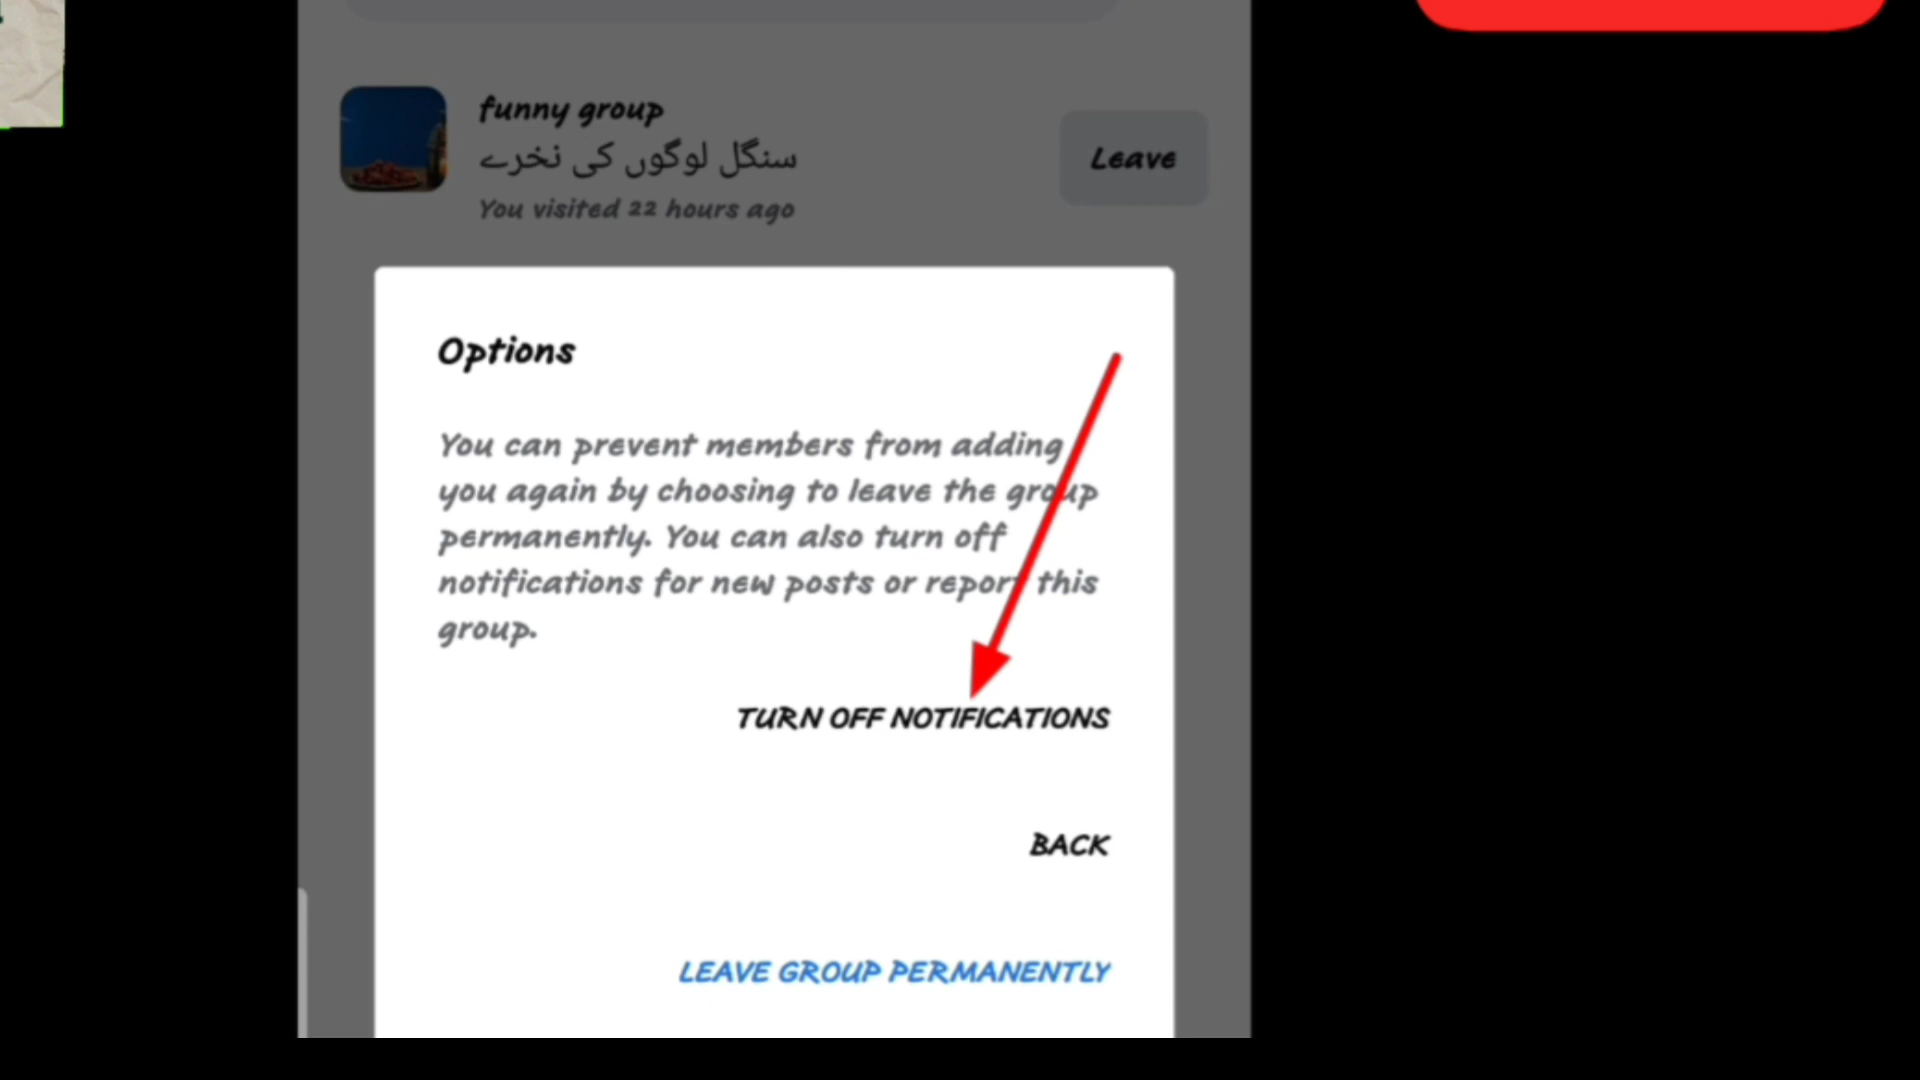 funny group
سنگل لوگوں کی نخرے
You visited 22 hours ago
Leave
Options
You can prevent members from adding
you again by choosing to leave the group
permanently. You can also turn off
notifications for new posts or report this
group.
TURN OFF NOTIFICATIONS
BACK
LEAVE GROUP PERMANENTLY